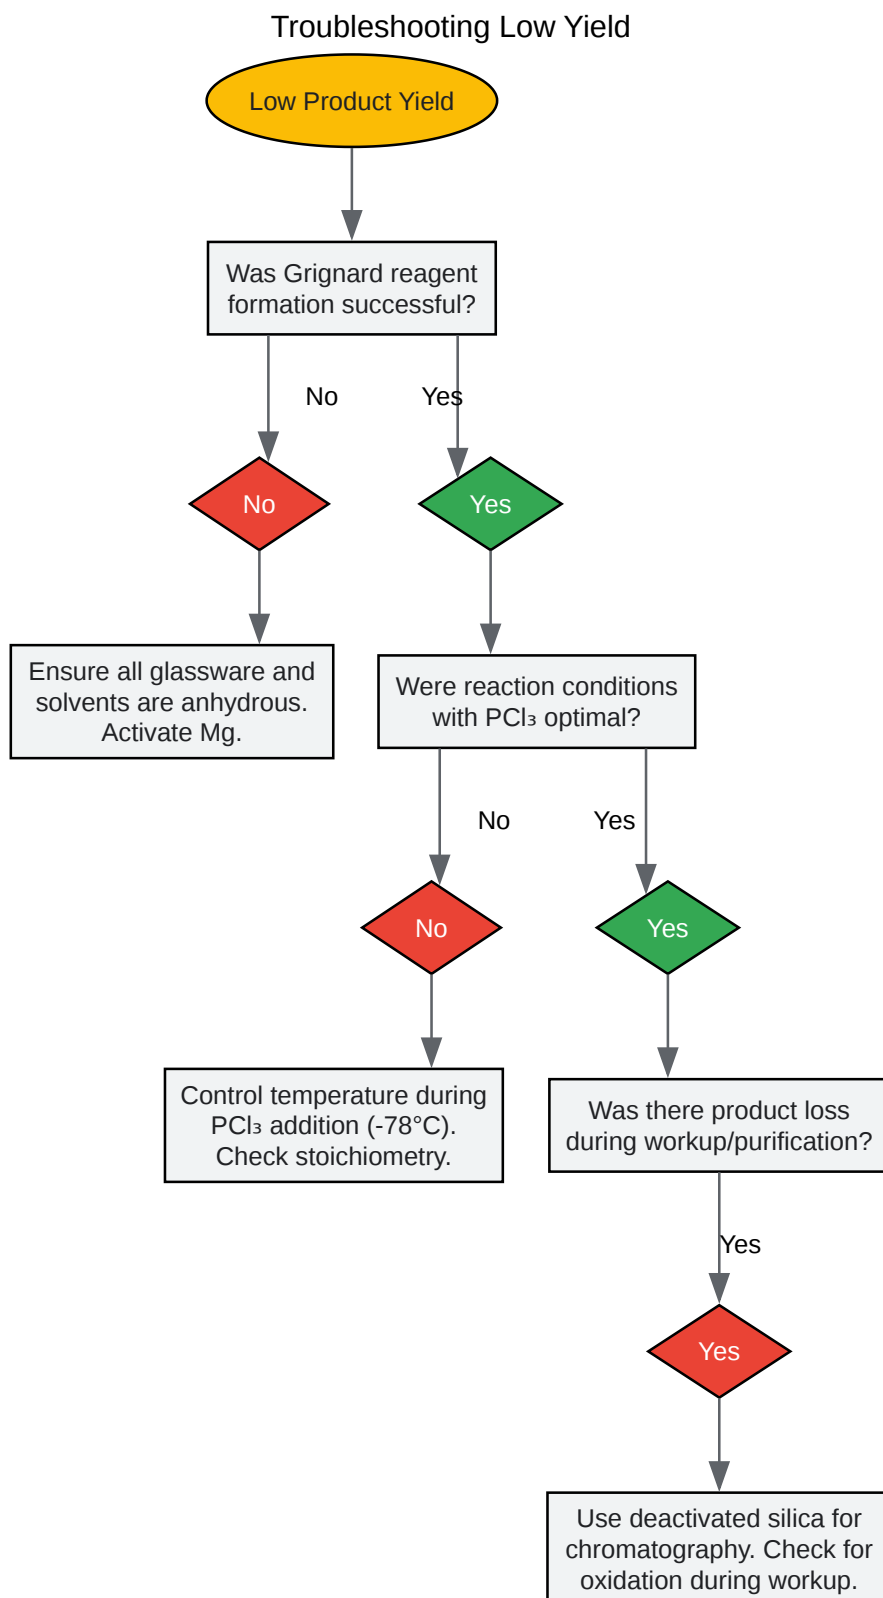 Troubleshooting Low Yield
Low Product Yield
Was Grignard reagent
formation successful?
No
Yes
No
Yes
Ensure all glassware and
solvents are anhydrous.
Activate Mg.
Were reaction conditions
with PCl₃ optimal?
No
Yes
No
Yes
Control temperature during
PCl₃ addition (-78°C).
Check stoichiometry.
Was there product loss
during workup/purification?
Yes
Yes
Use deactivated silica for
chromatography. Check for
oxidation during workup.